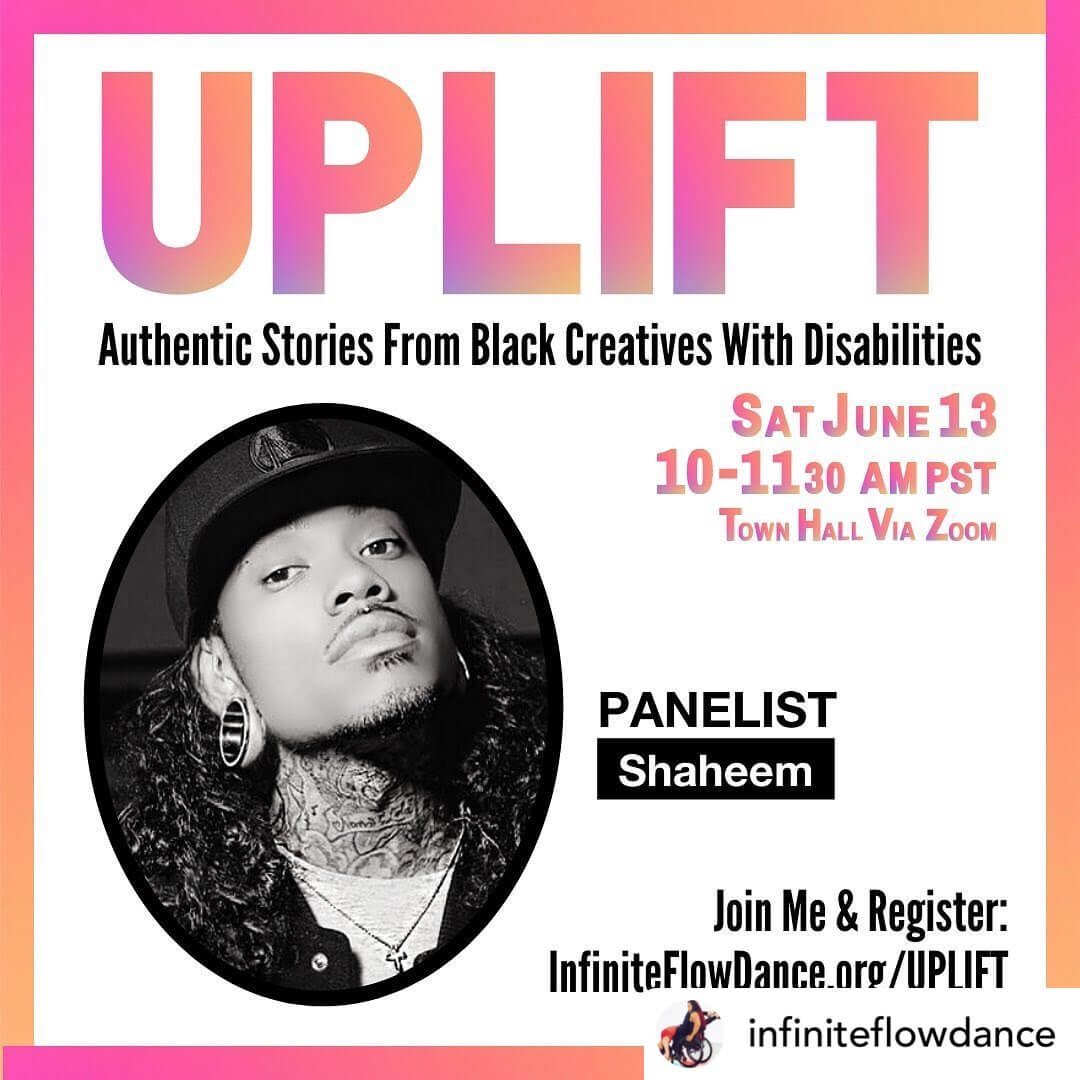 UPLIFT
Authentic Stories From Black Creatives With Disabilities
SAT JUNE 13
10-1130 AM PST
TOWN HALL VIA ZOOM
PANELIST
Shaheem
Join Me & Register:
InfiniteFlowDance.org/UPLIFT
infiniteflowdance